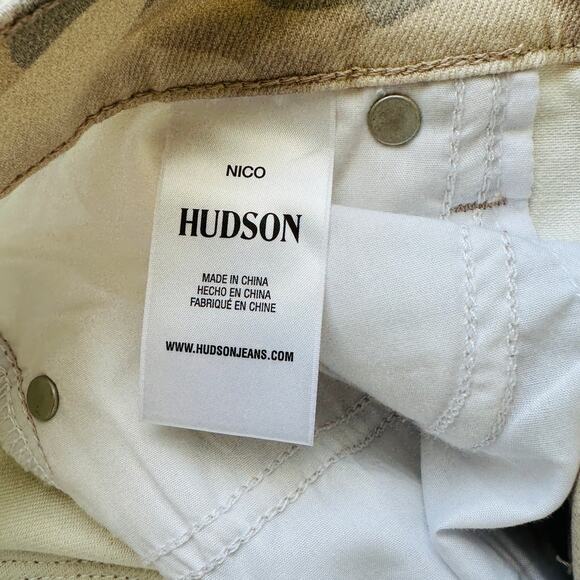 NICO
HUDSON
MADE IN CHINA
HECHO EN CHINA
FABRIQUÉ EN CHINE
WWW.HUDSONJEANS.COM